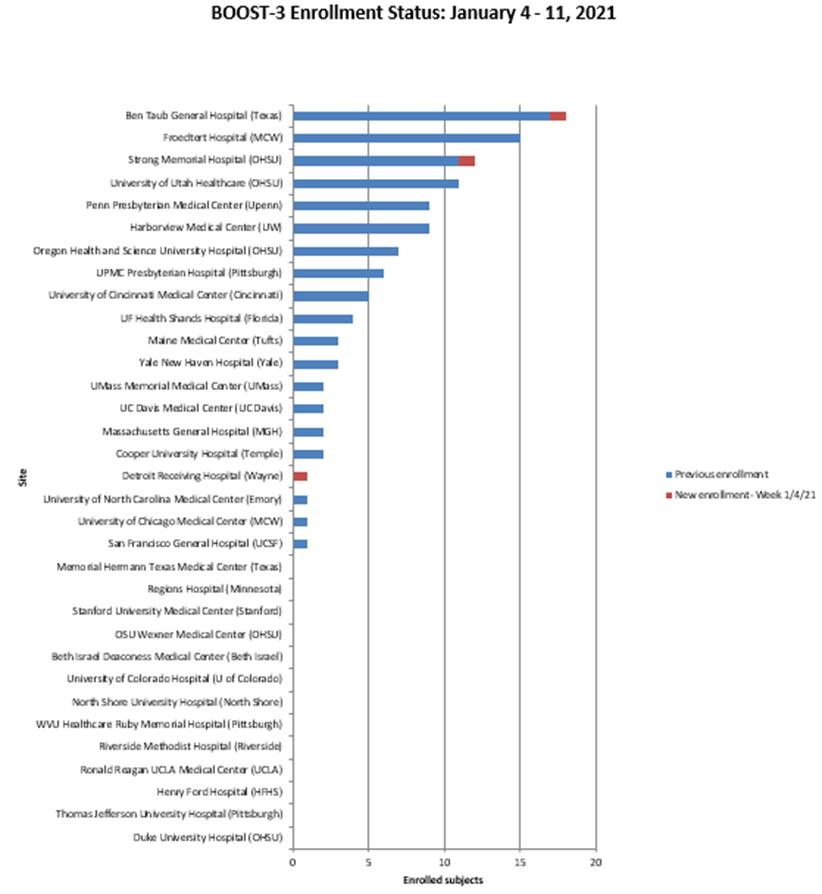 BOOST-3 Enrollment Status: January 4 - 11, 2021
Ben Taub General Hospital (Texas)
Froedtert Hospital (MCW)
Strong Memorial Hospital (OHSU)
University of Utah Healthcare (OHSU)
Penn Presbyterian Medical Center (Upenn)
Harborview Medical Center (UW)
Oregon Health and Science University Hospital (OHSU)
UPMC Presbyterian Hospital (Pittsburgh)
University of Cincinnati Medical Center (Cincinnati)
UF Health Shands Hospital (Florida)
Maine Medical Center (Tufts)
Yale New Haven Hospital (Yale)
UMass Memorial Medical Center (UMass)
UC Davis Medical Center (UC Davis)
Massachusetts General Hospital (MGH)
Cooper University Hospital (Temple)
Detroit Receiving Hospital (Wayne)
University of North Carolina Medical Center (Emory)
University of Chicago Medical Center (MCW)
San Francisco General Hospital (UCSF)
Memorial Hermann Texas Medical Center (Texas)
Regions Hospital (Minnesota)
Stanford University Medical Center (Stanford)
OSU Wexner Medical Center (OHSU)
Beth Israel Deaconess Medical Center (Beth Israel)
University of Colorado Hospital (U of Colorado)
North Shore University Hospital (North Shore)
WVU Healthcare Ruby Memorial Hospital (Pittsburgh)
Riverside Methodist Hospital (Riverside)
Ronald Reagan UCLA Medical Center (UCLA)
Henry Ford Hospital (HFHS)
Thomas Jefferson University Hospital (Pittsburgh)
Duke University Hospital (OHSU)
Site
0 5 10 15 20
Enrolled subjects
Previous enrollment
New enrollment- Week 1/4/21